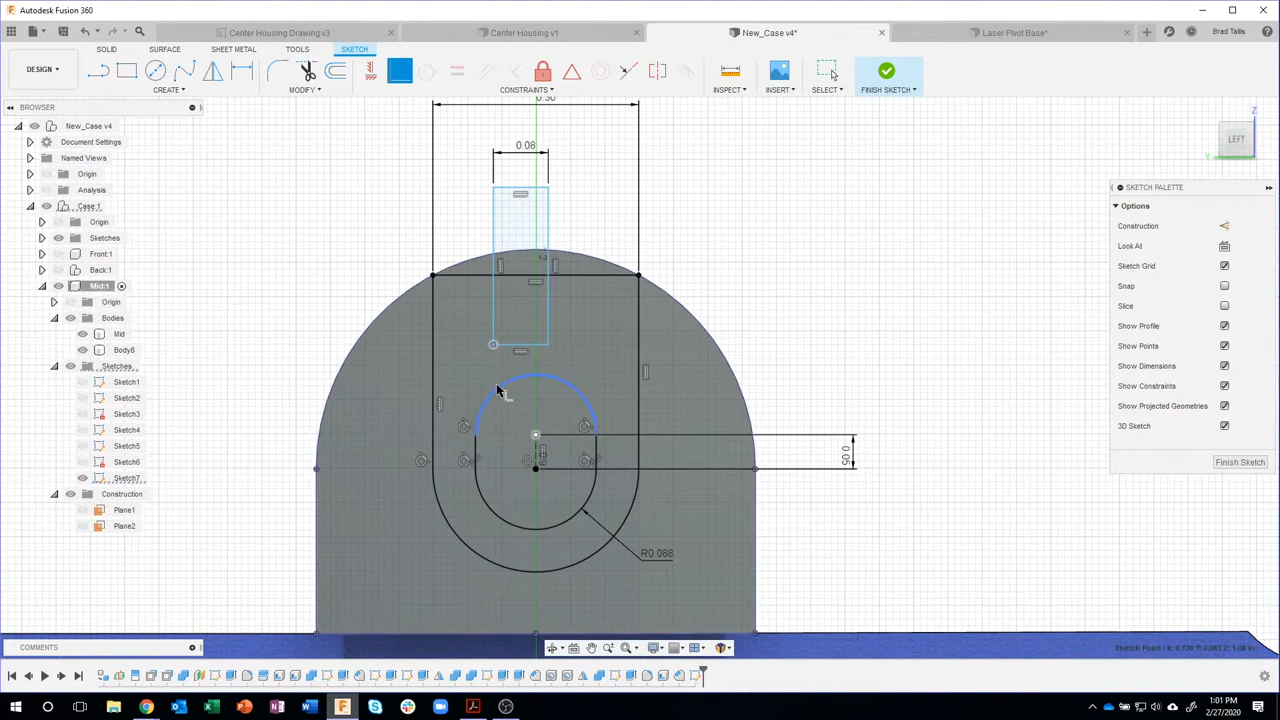 Autodesk Fusion 360
Center Housing Drawing v3
Center Housing v1
New_Case v4*
Laser Pivot Base*
Brad Tallis
DESIGN
SOLID
SURFACE
SHEET METAL
TOOLS
SKETCH
CREATE
MODIFY
CONSTRAINTS
INSPECT
INSERT
SELECT
FINISH SKETCH
BROWSER
New_Case v4
Document Settings
Named Views
Origin
Analysis
Case:1
Origin
Sketches
Front:1
Back:1
Mid:1
Origin
Bodies
Mid
Body8
Sketches
Sketch1
Sketch2
Sketch3
Sketch4
Sketch5
Sketch6
Sketch7
Construction
Plane1
Plane2
0.30
0.08
0.05
R0.088
Z
LEFT
Y
SKETCH PALETTE
Options
Construction
Look At
Sketch Grid
Snap
Slice
Show Profile
Show Points
Show Dimensions
Show Constraints
Show Projected Geometries
3D Sketch
Finish Sketch
COMMENTS
1:01 PM
2/27/2020